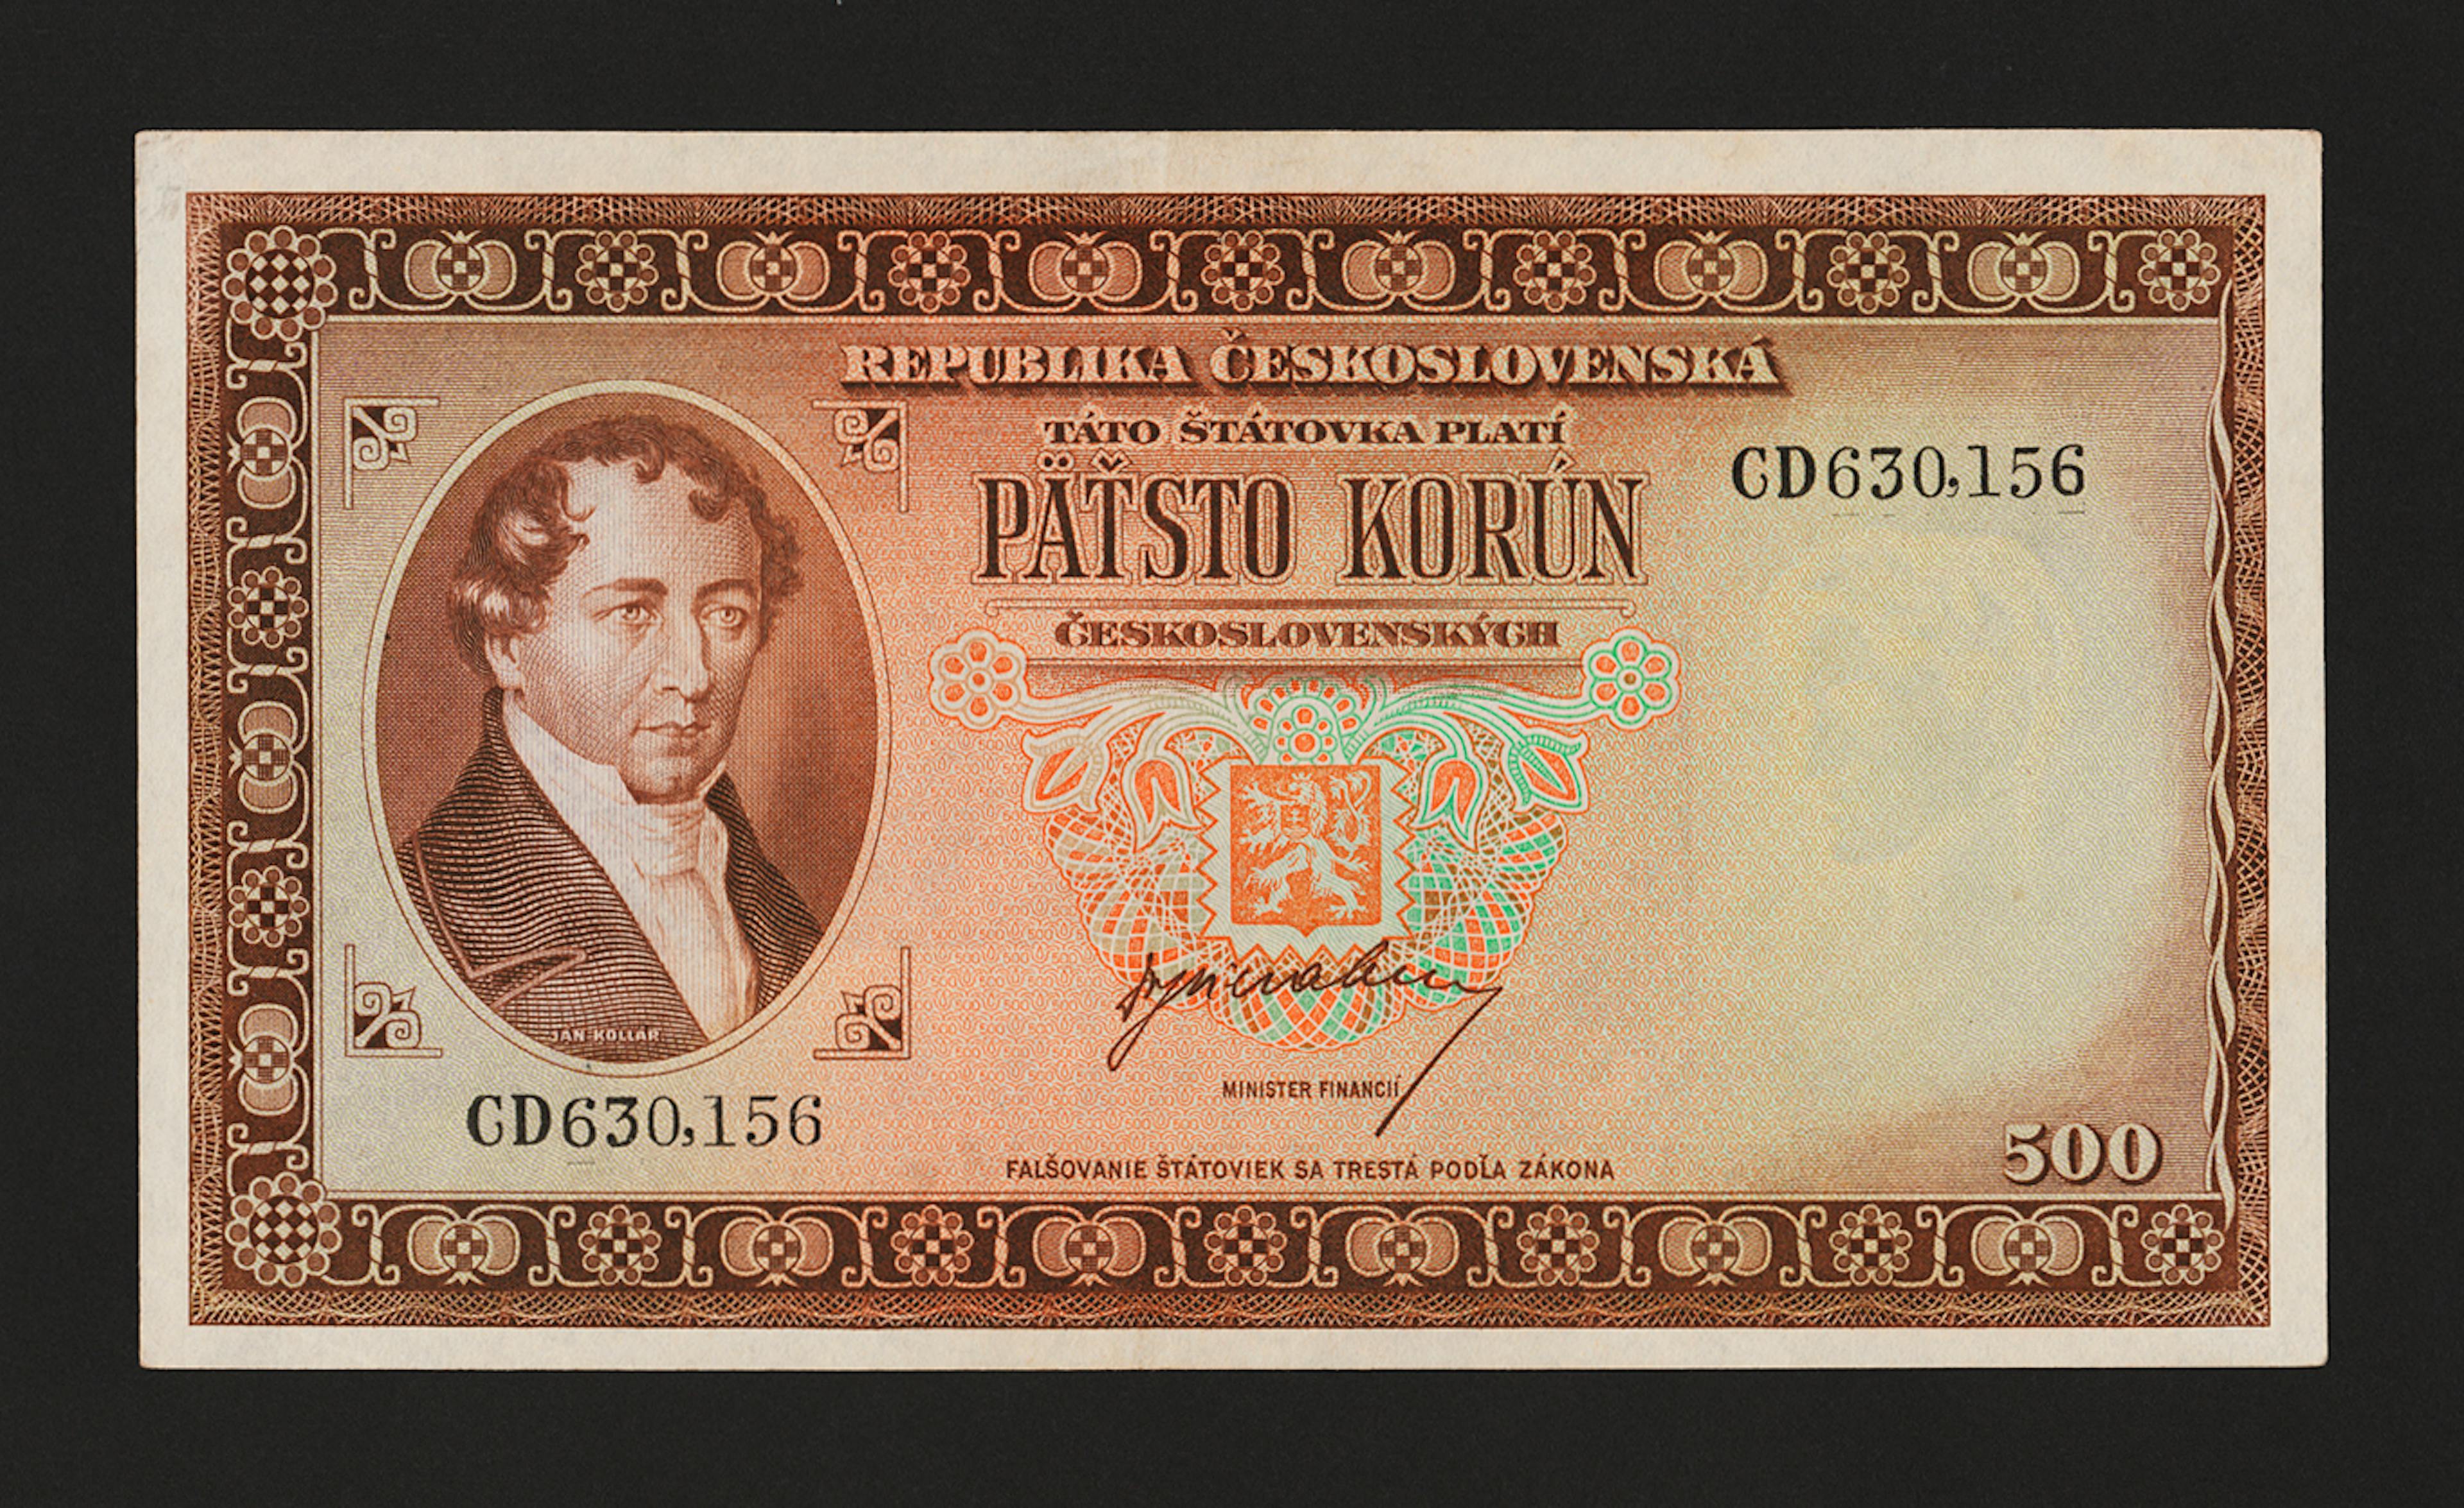 REPUBLIKA ČESKOSLOVENSKÁ
TÁTO ŠTÁTOVKA PLATÍ
PÄŤSTO KORÚN
ČESKOSLOVENSKÝCH
CD630,156
JÁN KOLLÁR
MINISTER FINANCIÍ
CD630,156
FALŠOVANIE ŠTÁTOVIEK SA TRESTÁ PODĽA ZÁKONA
500